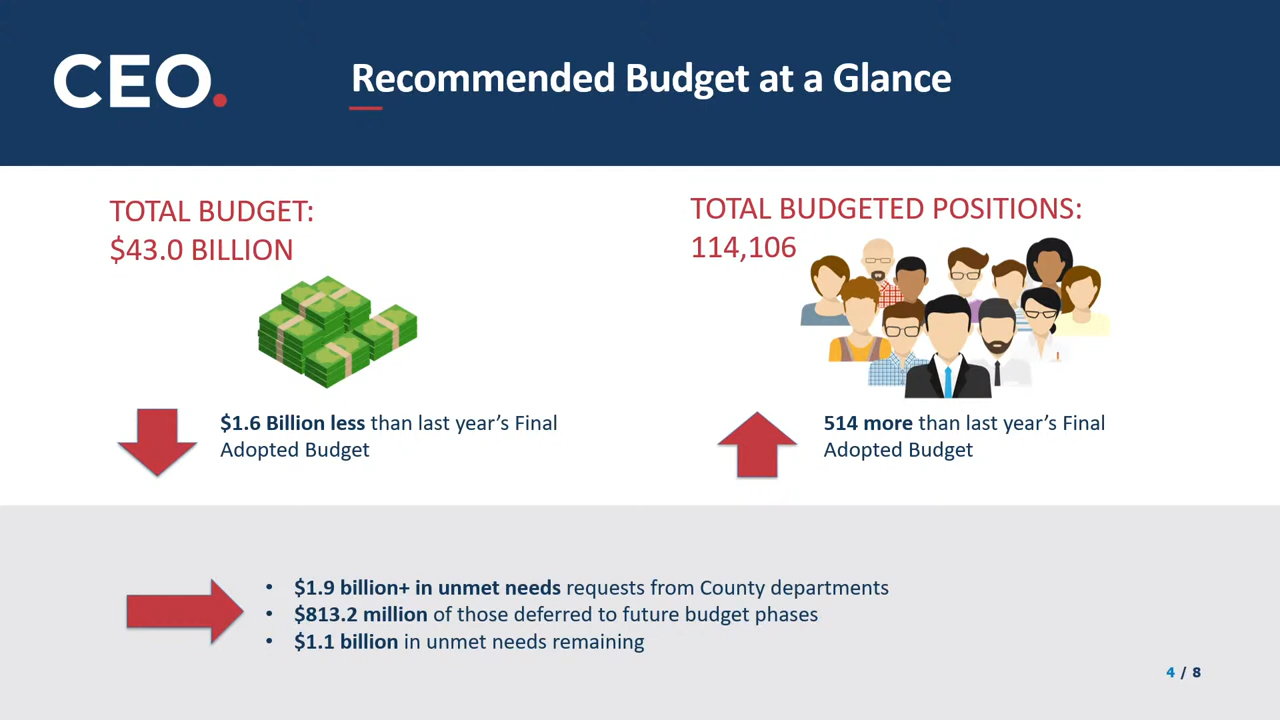 CEO.
Recommended Budget at a Glance
TOTAL BUDGET:
$43.0 BILLION
TOTAL BUDGETED POSITIONS:
114,106
$1.6 Billion less than last year’s Final
Adopted Budget
514 more than last year’s Final
Adopted Budget
• $1.9 billion+ in unmet needs requests from County departments
• $813.2 million of those deferred to future budget phases
• $1.1 billion in unmet needs remaining
4 / 8